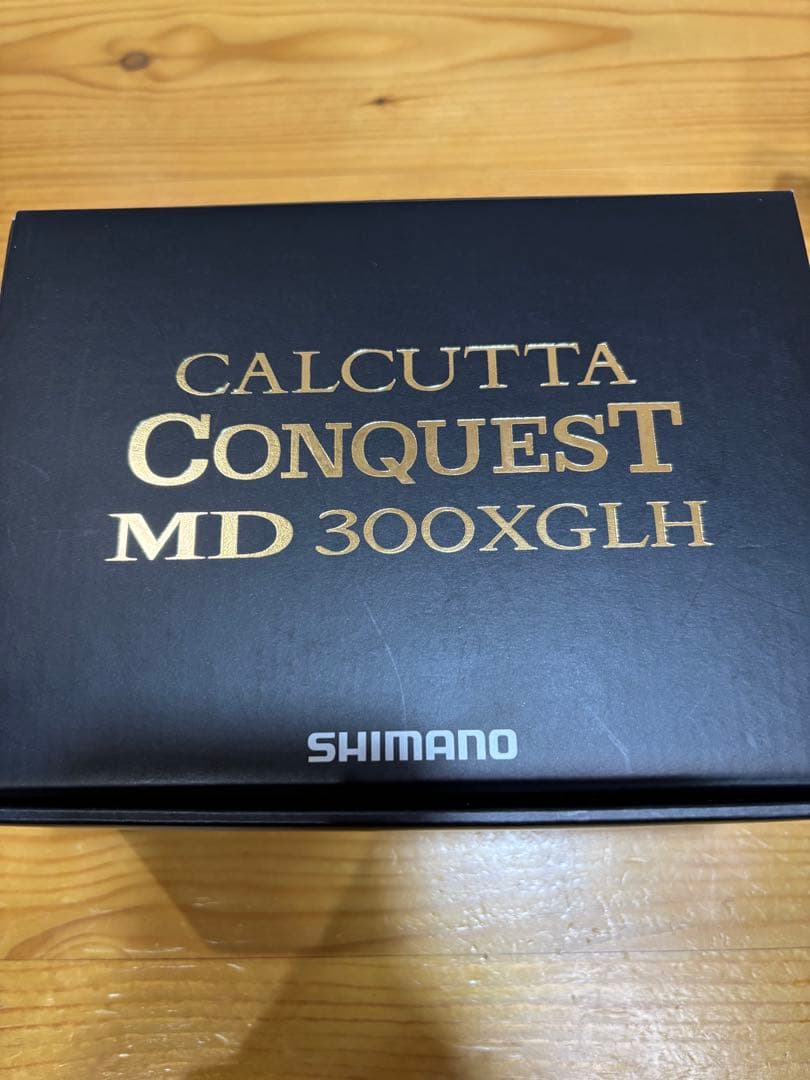 CALCUTTA
CONQUEST
MD 300XGLH
SHIMANO